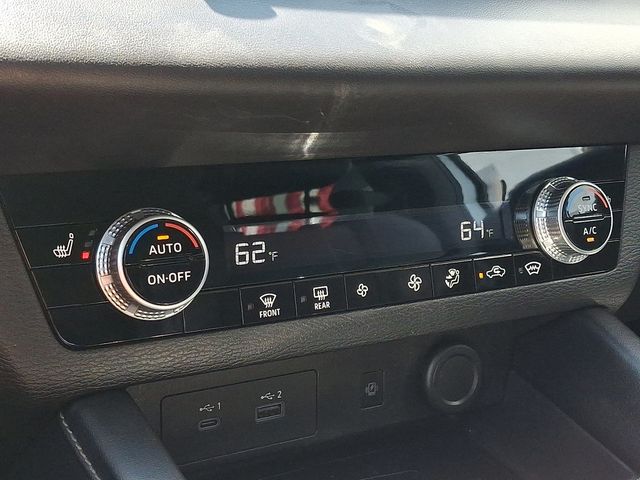 AUTO
ON·OFF
62°F
64°F
SYNC
A/C
FRONT
REAR
1
2